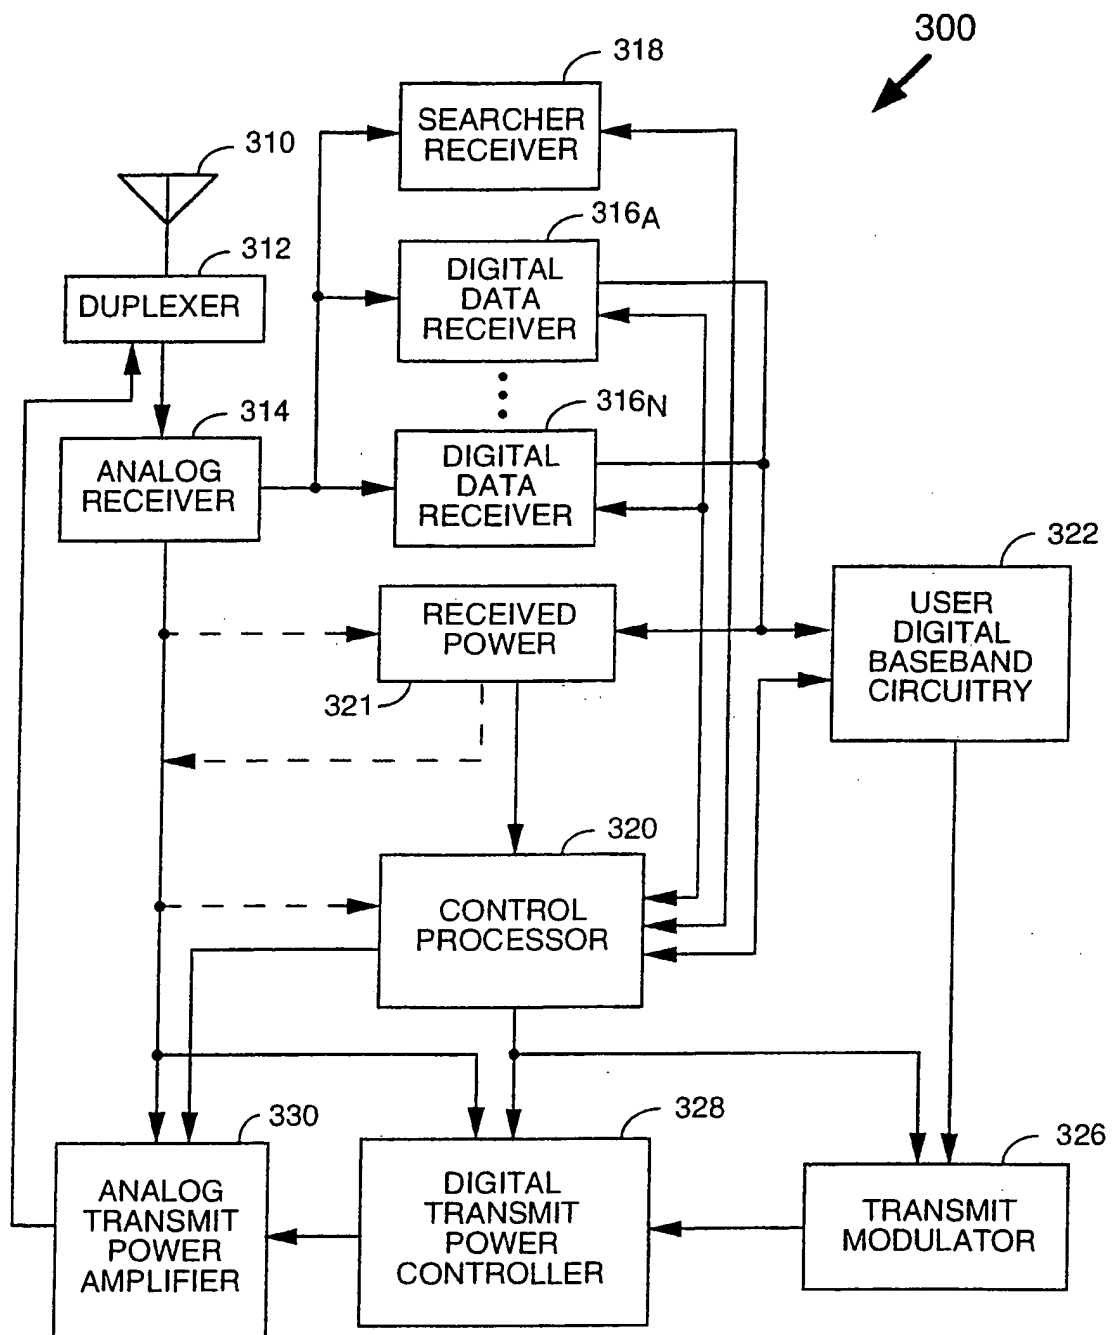 300
318
SEARCHER
RECEIVER
310
316A
312
DIGITAL
DATA
RECEIVER
DUPLEXER
314
316N
ANALOG
RECEIVER
DIGITAL
DATA
RECEIVER
322
RECEIVED
POWER
321
USER
DIGITAL
BASEBAND
CIRCUITRY
320
CONTROL
PROCESSOR
330
328
326
ANALOG
TRANSMIT
POWER
AMPLIFIER
DIGITAL
TRANSMIT
POWER
CONTROLLER
TRANSMIT
MODULATOR